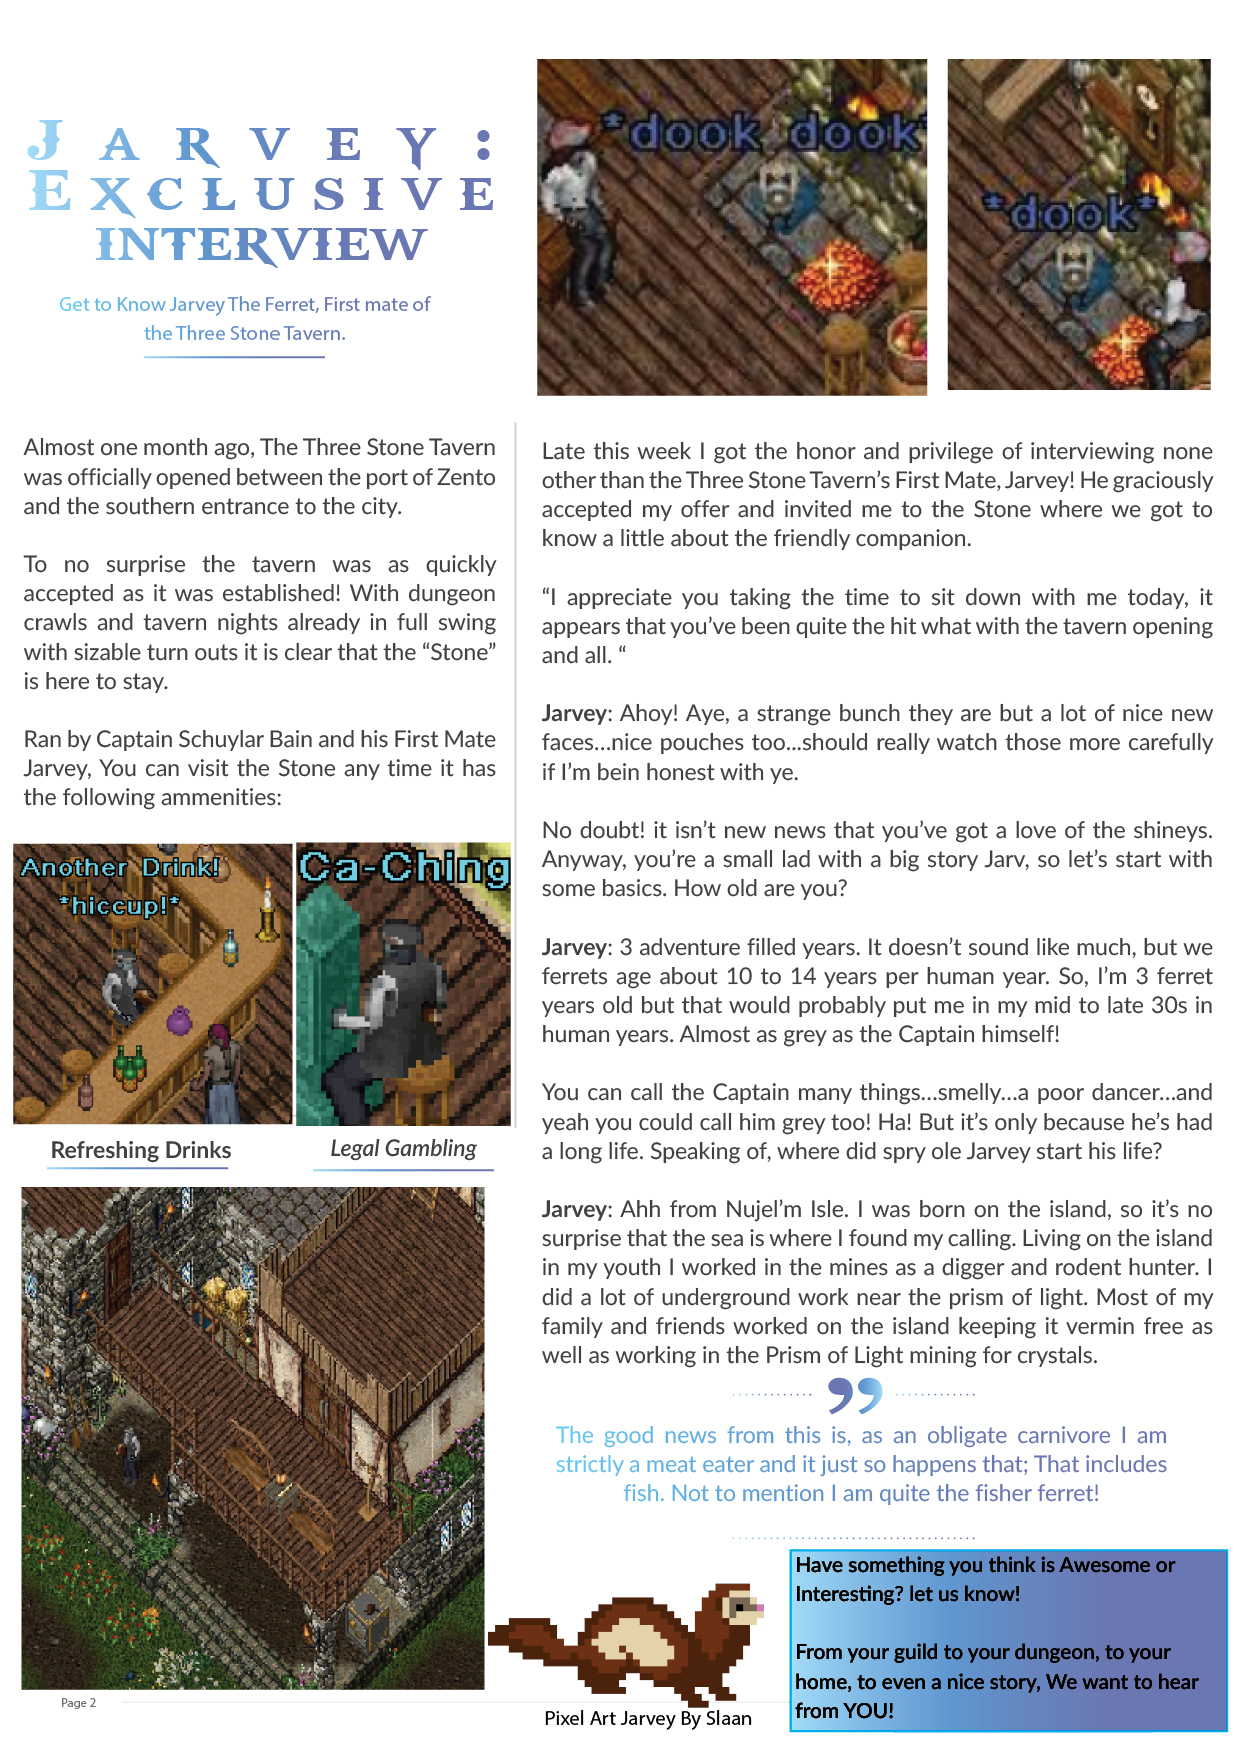 JARVEY:
EXCLUSIVE
INTERVIEW
Get to Know Jarvey The Ferret, First mate of
the Three Stone Tavern.
*dook dook*
*dook*
Almost one month ago, The Three Stone Tavern
was officially opened between the port of Zento
and the southern entrance to the city.
To no surprise the tavern was as quickly
accepted as it was established! With dungeon
crawls and tavern nights already in full swing
with sizable turn outs it is clear that the “Stone”
is here to stay.
Ran by Captain Schuylar Bain and his First Mate
Jarvey, You can visit the Stone any time it has
the following ammenities:
Another Drink!
*hiccup!*
Ca-Ching
Refreshing Drinks
Legal Gambling
Late this week I got the honor and privilege of interviewing none
other than the Three Stone Tavern’s First Mate, Jarvey! He graciously
accepted my offer and invited me to the Stone where we got to
know a little about the friendly companion.
“I appreciate you taking the time to sit down with me today, it
appears that you’ve been quite the hit what with the tavern opening
and all. “
Jarvey: Ahoy! Aye, a strange bunch they are but a lot of nice new
faces...nice pouches too...should really watch those more carefully
if I’m bein honest with ye.
No doubt! it isn’t new news that you’ve got a love of the shineys.
Anyway, you’re a small lad with a big story Jarv, so let’s start with
some basics. How old are you?
Jarvey: 3 adventure filled years. It doesn’t sound like much, but we
ferrets age about 10 to 14 years per human year. So, I’m 3 ferret
years old but that would probably put me in my mid to late 30s in
human years. Almost as grey as the Captain himself!
You can call the Captain many things...smelly...a poor dancer...and
yeah you could call him grey too! Ha! But it’s only because he’s had
a long life. Speaking of, where did spry ole Jarvey start his life?
Jarvey: Ahh from Nujel’m Isle. I was born on the island, so it’s no
surprise that the sea is where I found my calling. Living on the island
in my youth I worked in the mines as a digger and rodent hunter. I
did a lot of underground work near the prism of light. Most of my
family and friends worked on the island keeping it vermin free as
well as working in the Prism of Light mining for crystals.
”
The good news from this is, as an obligate carnivore I am
strictly a meat eater and it just so happens that; That includes
fish. Not to mention I am quite the fisher ferret!
Have something you think is Awesome or
Interesting? let us know!
From your guild to your dungeon, to your
home, to even a nice story, We want to hear
from YOU!
Pixel Art Jarvey By Slaan
Page 2